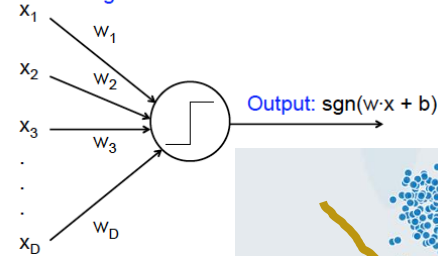 x1
w1
x2
w2
Output: sgn(w·x + b)
x3
w3
.
.
.
wD
xD